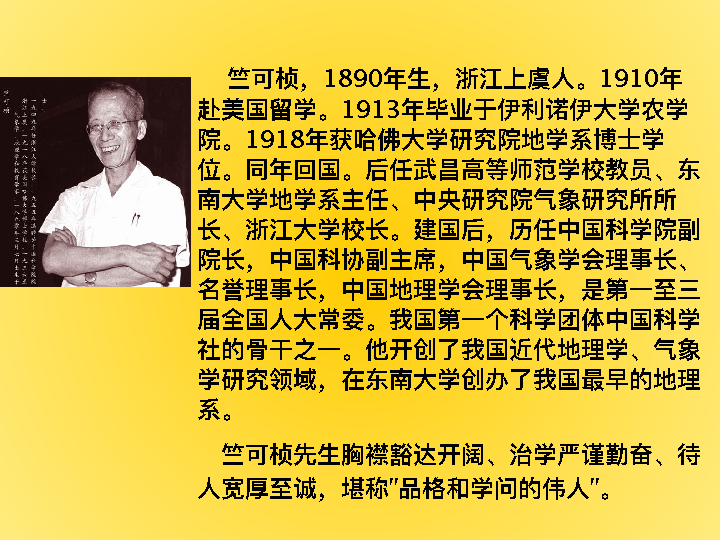 竺可桢，1890年生，浙江上虞人。1910年
赴美国留学。1913年毕业于伊利诺伊大学农学
院。1918年获哈佛大学研究院地学系博士学
位。同年回国。后任武昌高等师范学校教员、东
南大学地学系主任、中央研究院气象研究所所
长、浙江大学校长。建国后，历任中国科学院副
院长，中国科协副主席，中国气象学会理事长、
名誉理事长，中国地理学会理事长，是第一至三
届全国人大常委。我国第一个科学团体中国科学
社的骨干之一。他开创了我国近代地理学、气象
学研究领域，在东南大学创办了我国最早的地理
系。
竺可桢先生胸襟豁达开阔、治学严谨勤奋、待
人宽厚至诚，堪称"品格和学问的伟人"。